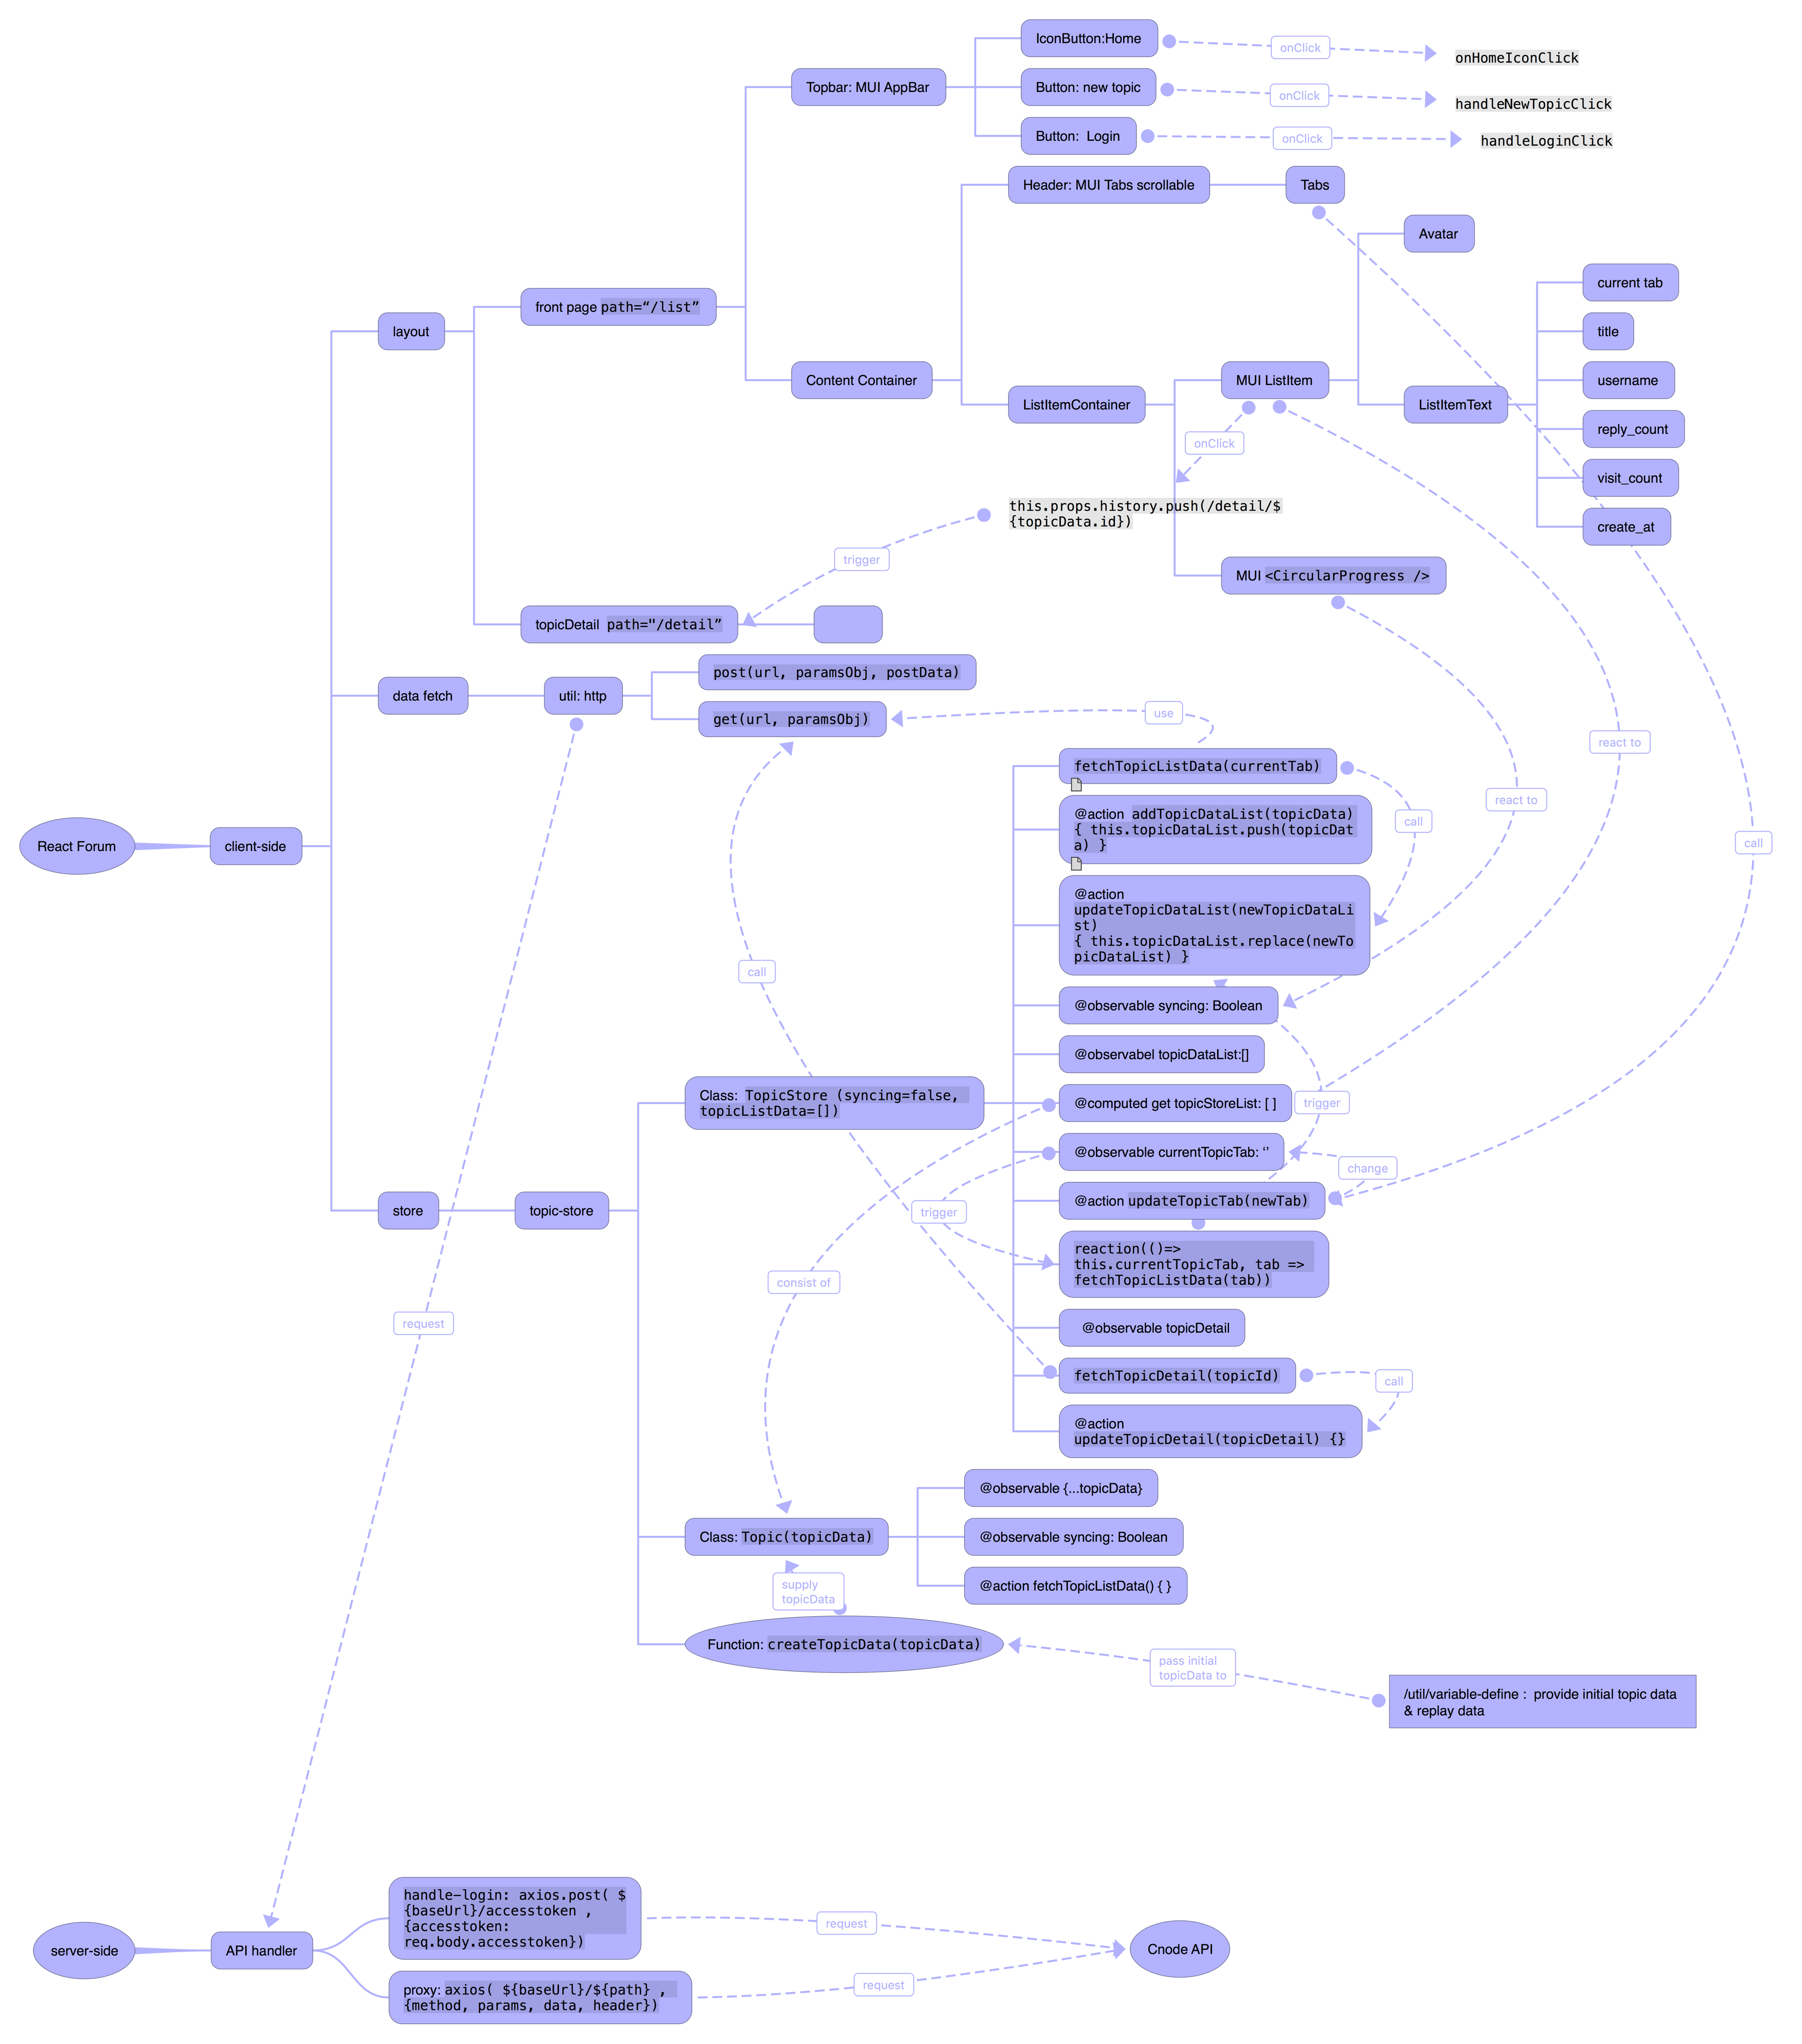 IconButton:Home
onClick
onHomeIconClick
Topbar: MUI AppBar
Button: new topic
onClick
handleNewTopicClick
Button:  Login
onClick
handleLoginClick
Header: MUI Tabs scrollable
Tabs
Avatar
current tab
front page path=“/list”
layout
title
Content Container
MUI ListItem
username
ListItemContainer
ListItemText
reply_count
onClick
visit_count
this.props.history.push(/detail/$
{topicData.id})
create_at
trigger
MUI <CircularProgress />
topicDetail  path="/detail”
post(url, paramsObj, postData)
data fetch
util: http
get(url, paramsObj)
use
react to
fetchTopicListData(currentTab)
react to
@action  addTopicDataList(topicData)
{ this.topicDataList.push(topicDat
a) }
call
call
React Forum
client-side
@action
updateTopicDataList(newTopicDataLi
st)
{ this.topicDataList.replace(newTo
picDataList) }
call
@observable syncing: Boolean
@observabel topicDataList:[]
Class:  TopicStore (syncing=false,
topicListData=[])
@computed get topicStoreList: [ ]
trigger
@observable currentTopicTab: ‘’
change
@action updateTopicTab(newTab)
store
topic-store
trigger
reaction(()=>
this.currentTopicTab, tab =>
fetchTopicListData(tab))
consist of
request
@observable topicDetail
fetchTopicDetail(topicId)
call
@action
updateTopicDetail(topicDetail) {}
@observable {...topicData}
Class: Topic(topicData)
@observable syncing: Boolean
@action fetchTopicListData() { }
supply
topicData
Function: createTopicData(topicData)
pass initial
topicData to
/util/variable-define :  provide initial topic data
& replay data
handle-login: axios.post( $
{baseUrl}/accesstoken ,
{accesstoken:
req.body.accesstoken})
request
server-side
API handler
Cnode API
proxy: axios( ${baseUrl}/${path} ,
{method, params, data, header})
request